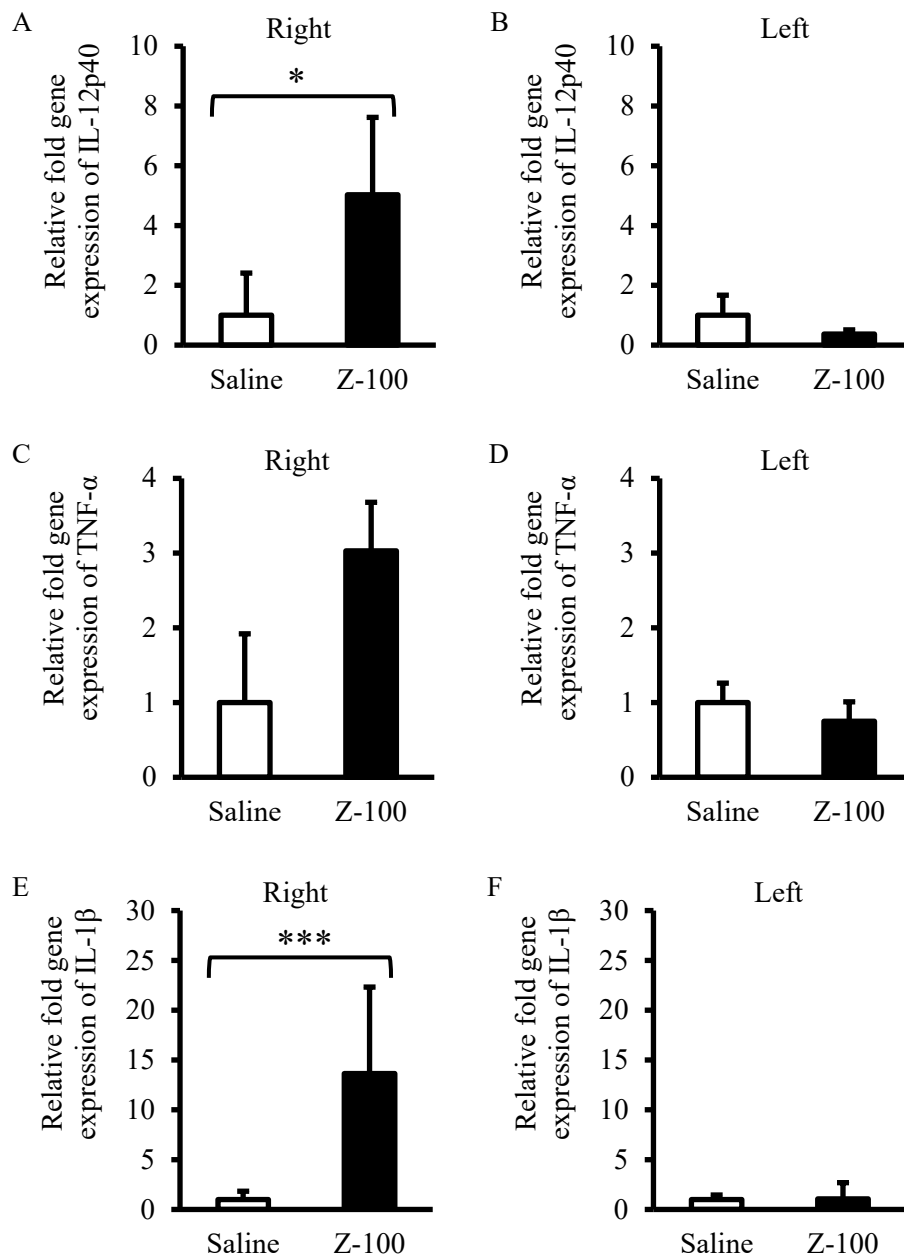 A
Right
Relative fold gene
expression of IL-12p40
10
8
6
4
2
0
*
Saline
Z-100
B
Left
Relative fold gene
expression of IL-12p40
10
8
6
4
2
0
Saline
Z-100
C
Right
Relative fold gene
expression of TNF-α
4
3
2
1
0
Saline
Z-100
D
Left
Relative fold gene
expression of TNF-α
4
3
2
1
0
Saline
Z-100
E
Right
Relative fold gene
expression of IL-1β
30
25
20
15
10
5
0
***
Saline
Z-100
F
Left
Relative fold gene
expression of IL-1β
30
25
20
15
10
5
0
Saline
Z-100